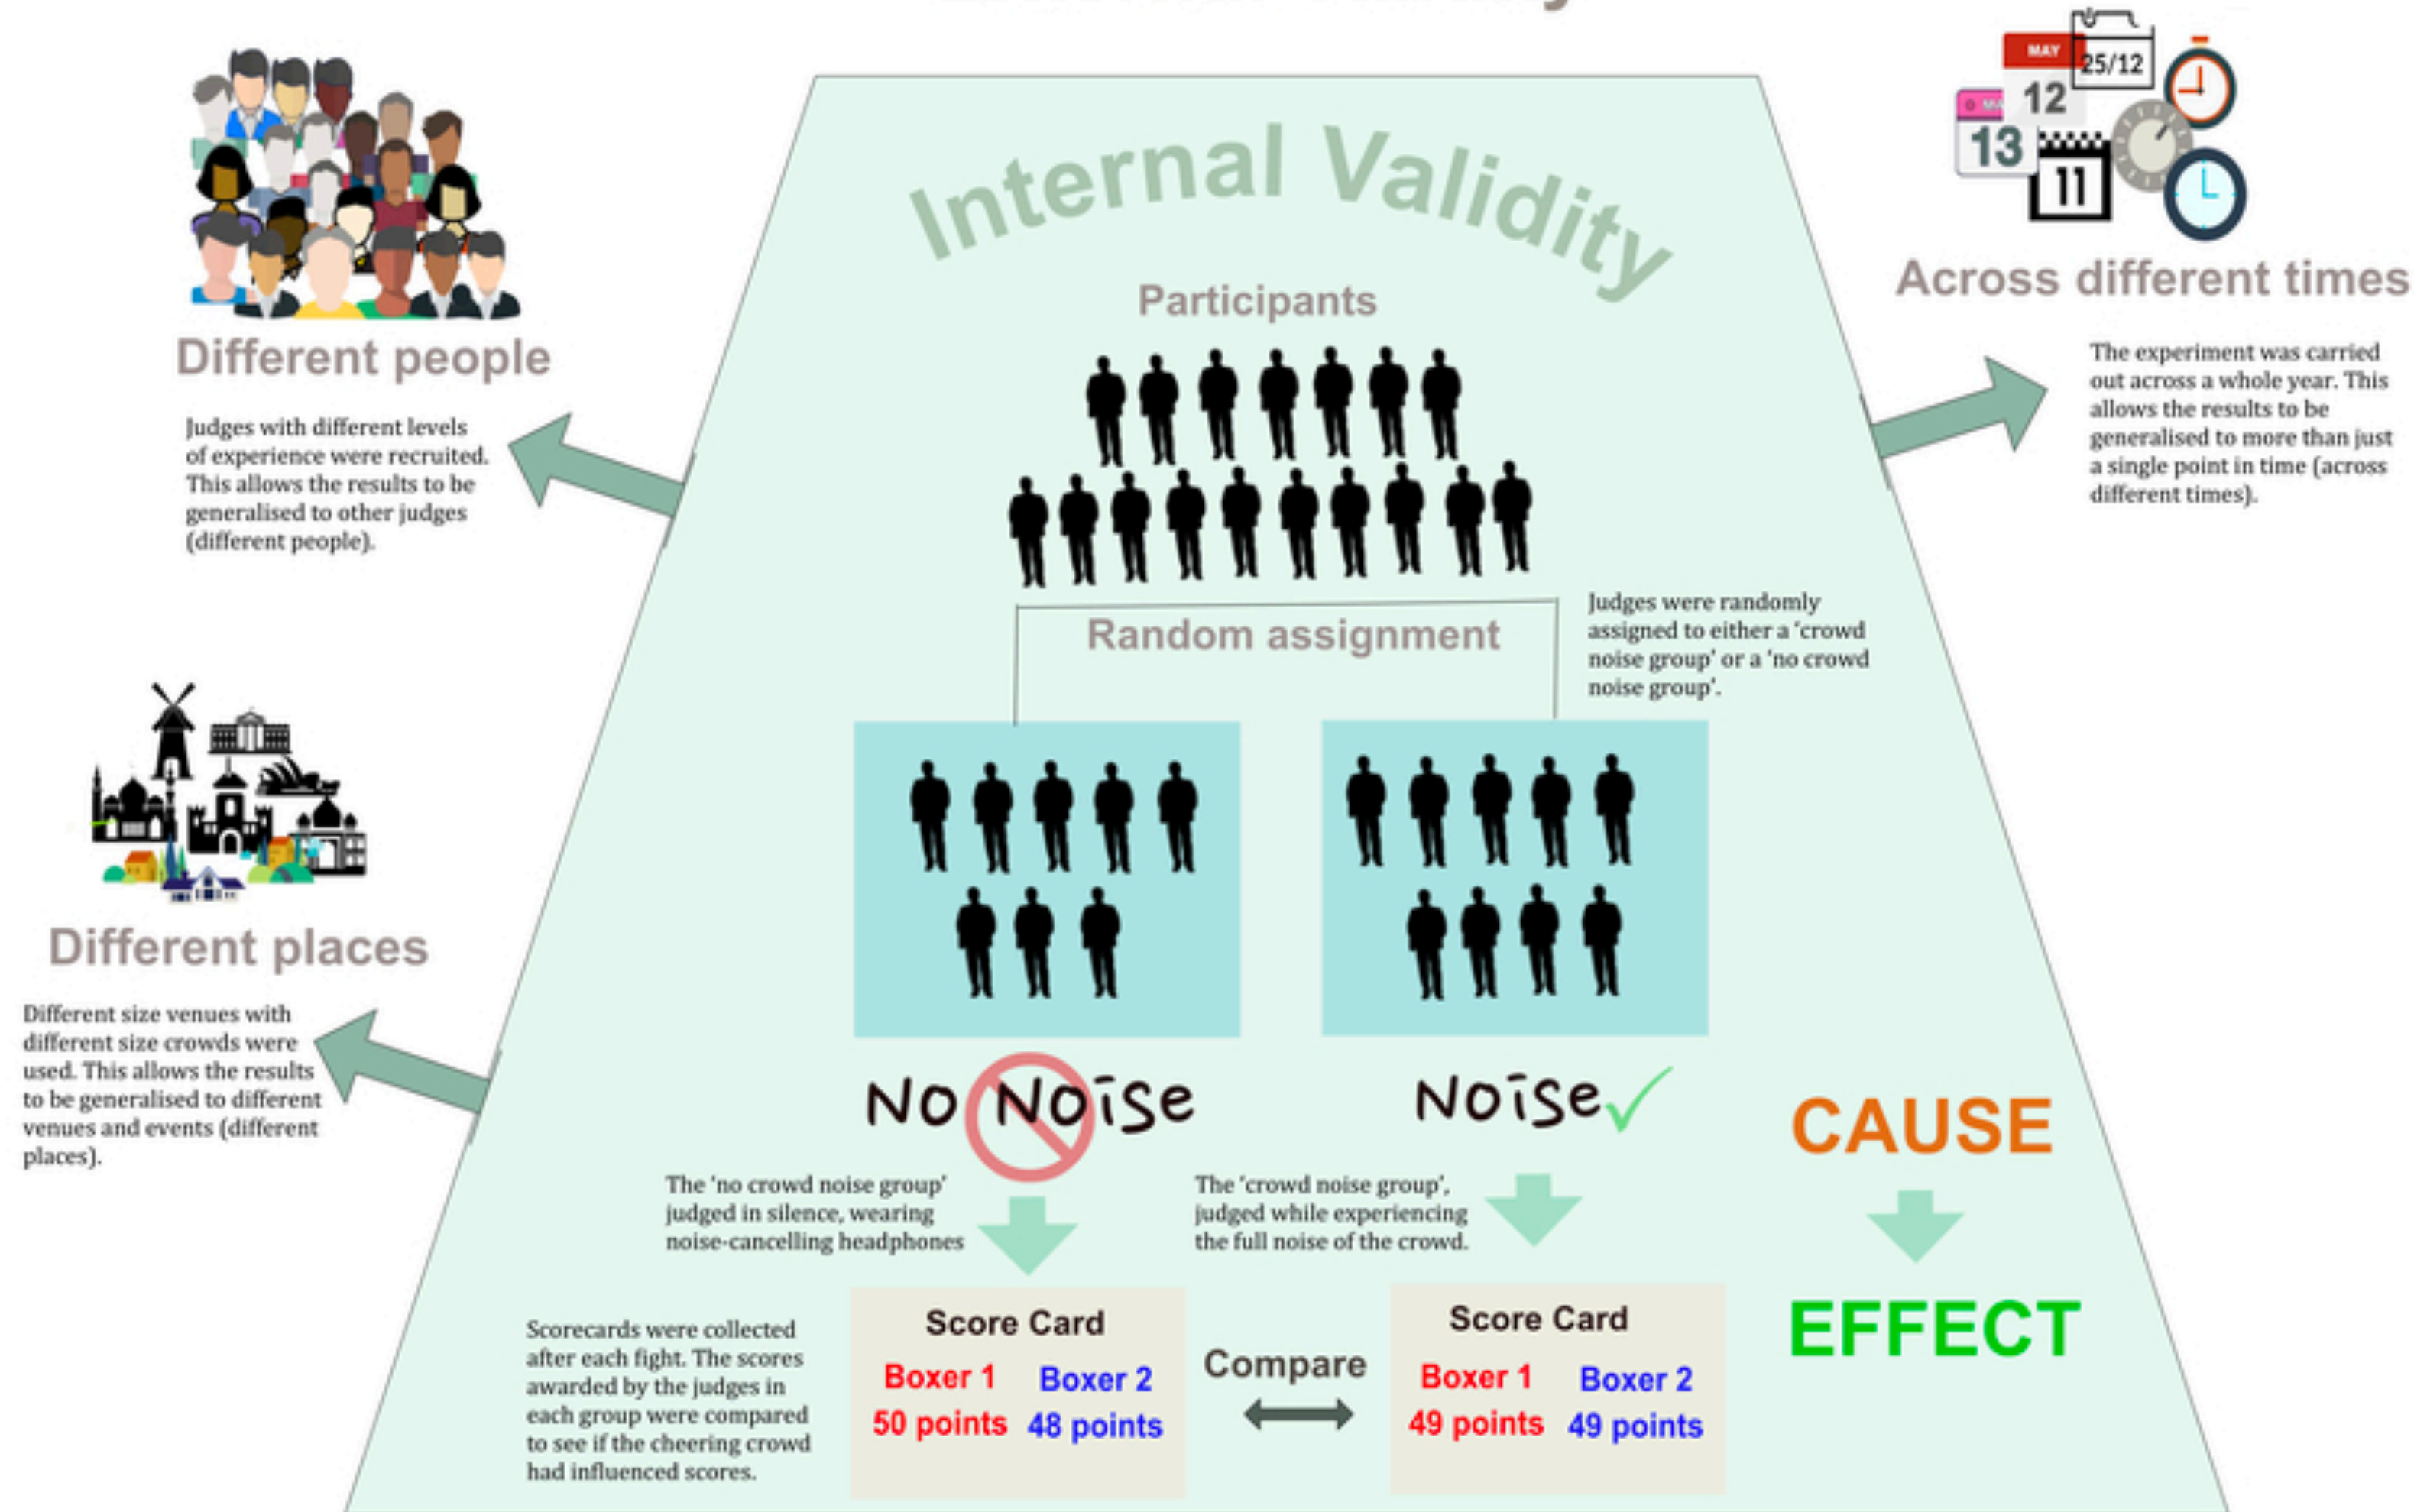 MAY
25/12
12
13
11
Internal Validity
Across different times
Participants
Different people
The experiment was carried
out across a whole year. This
allows the results to be
generalised to more than just
a single point in time (across
different times).
Judges with different levels
of experience were recruited.
This allows the results to be
generalised to other judges
(different people).
Random assignment
Judges were randomly
assigned to either a ‘crowd
noise group’ or a ‘no crowd
noise group’.
Different places
Different size venues with
different size crowds were
used. This allows the results
to be generalised to different
venues and events (different
places).
No Noise
Noise
CAUSE
The ‘no crowd noise group’
judged in silence, wearing
noise-cancelling headphones
The ‘crowd noise group’,
judged while experiencing
the full noise of the crowd.
EFFECT
Scorecards were collected
after each fight. The scores
awarded by the judges in
each group were compared
to see if the cheering crowd
had influenced scores.
Score Card
Boxer 1 Boxer 2
50 points 48 points
Compare
Score Card
Boxer 1 Boxer 2
49 points 49 points